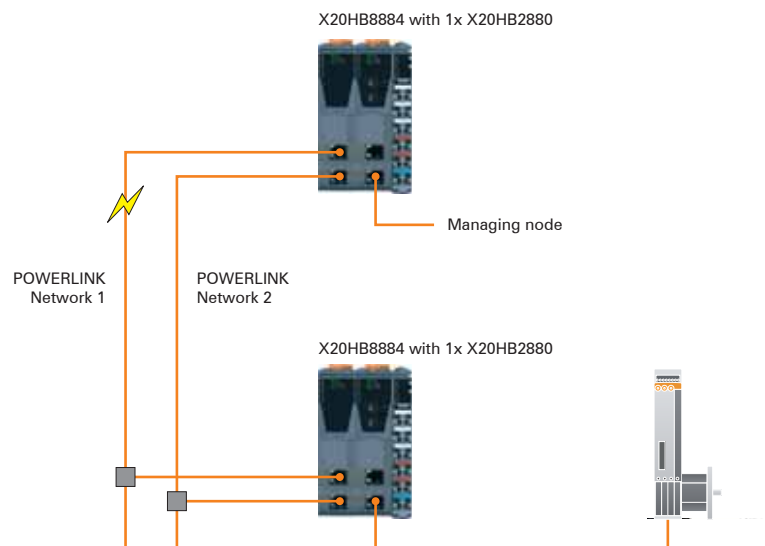 X20HB8884 with 1x X20HB2880
Managing node
POWERLINK
Network 1
POWERLINK
Network 2
X20HB8884 with 1x X20HB2880